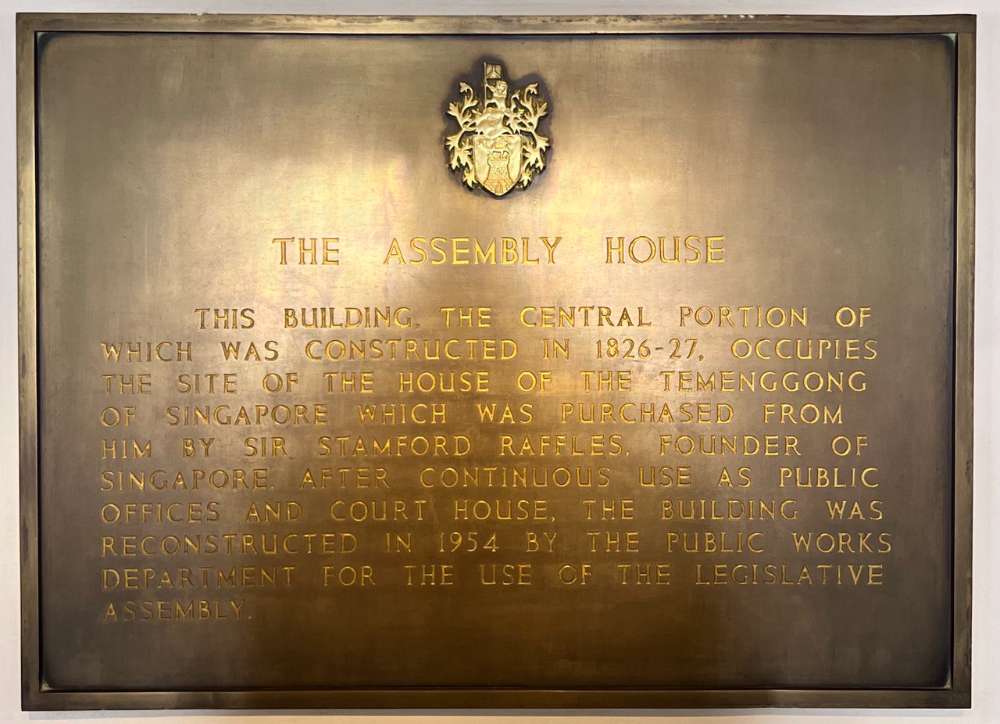 THE ASSEMBLY HOUSE
THIS BUILDING, THE CENTRAL PORTION OF
WHICH WAS CONSTRUCTED IN 1826-27, OCCUPIES
THE SITE OF THE HOUSE OF THE TEMENGGONG
OF SINGAPORE WHICH WAS PURCHASED FROM
HIM BY SIR STAMFORD RAFFLES, FOUNDER OF
SINGAPORE. AFTER CONTINUOUS USE AS PUBLIC
OFFICES AND COURT HOUSE, THE BUILDING WAS
RECONSTRUCTED IN 1954 BY THE PUBLIC WORKS
DEPARTMENT FOR THE USE OF THE LEGISLATIVE
ASSEMBLY.